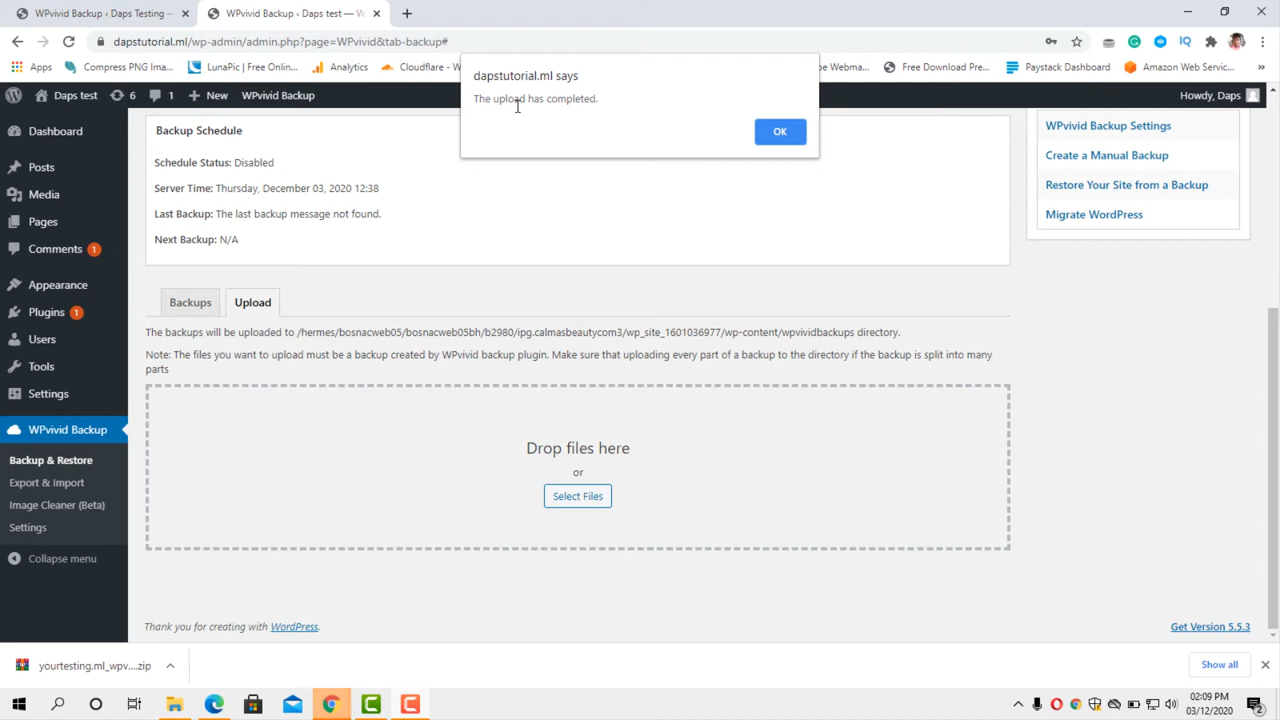 WPvivid Backup ‹ Daps Testing —
WPvivid Backup ‹ Daps test — W
dapstutorial.ml/wp-admin/admin.php?page=WPvivid&tab-backup#
Apps
Compress PNG Imag...
LunaPic | Free Onlin...
Analytics
Cloudflare - W
be Webma...
Free Download Pre...
Paystack Dashboard
Amazon Web Servic...
dapstutorial.ml says
The upload has completed.
OK
Daps test
6
1
New
WPvivid Backup
Howdy, Daps
Dashboard
Posts
Media
Pages
Comments 1
Appearance
Plugins 1
Users
Tools
Settings
WPvivid Backup
Backup & Restore
Export & Import
Image Cleaner (Beta)
Settings
Collapse menu
Backup Schedule
Schedule Status: Disabled
Server Time: Thursday, December 03, 2020 12:38
Last Backup: The last backup message not found.
Next Backup: N/A
WPvivid Backup Settings
Create a Manual Backup
Restore Your Site from a Backup
Migrate WordPress
Backups
Upload
The backups will be uploaded to /hermes/bosnacweb05/bosnacweb05bh/b2980/ipg.calmasbeautycom3/wp_site_1601036977/wp-content/wpvividbackups directory.
Note: The files you want to upload must be a backup created by WPvivid backup plugin. Make sure that uploading every part of a backup to the directory if the backup is split into many
parts
Drop files here
or
Select Files
Thank you for creating with WordPress.
Get Version 5.5.3
yourtesting.ml_wpv....zip
Show all
02:09 PM
03/12/2020
2